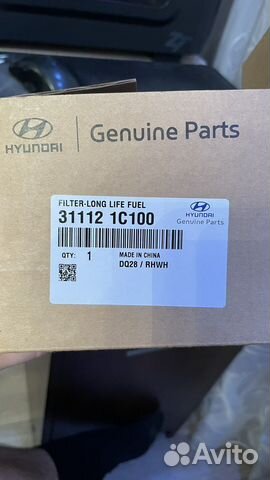 HYUNDAI
Genuine Parts
FILTER-LONG LIFE FUEL
31112 1C100
HYUNDAI
Genuine Parts
QTY: 1
MADE IN CHINA
DQ28 / RHWH
Avito